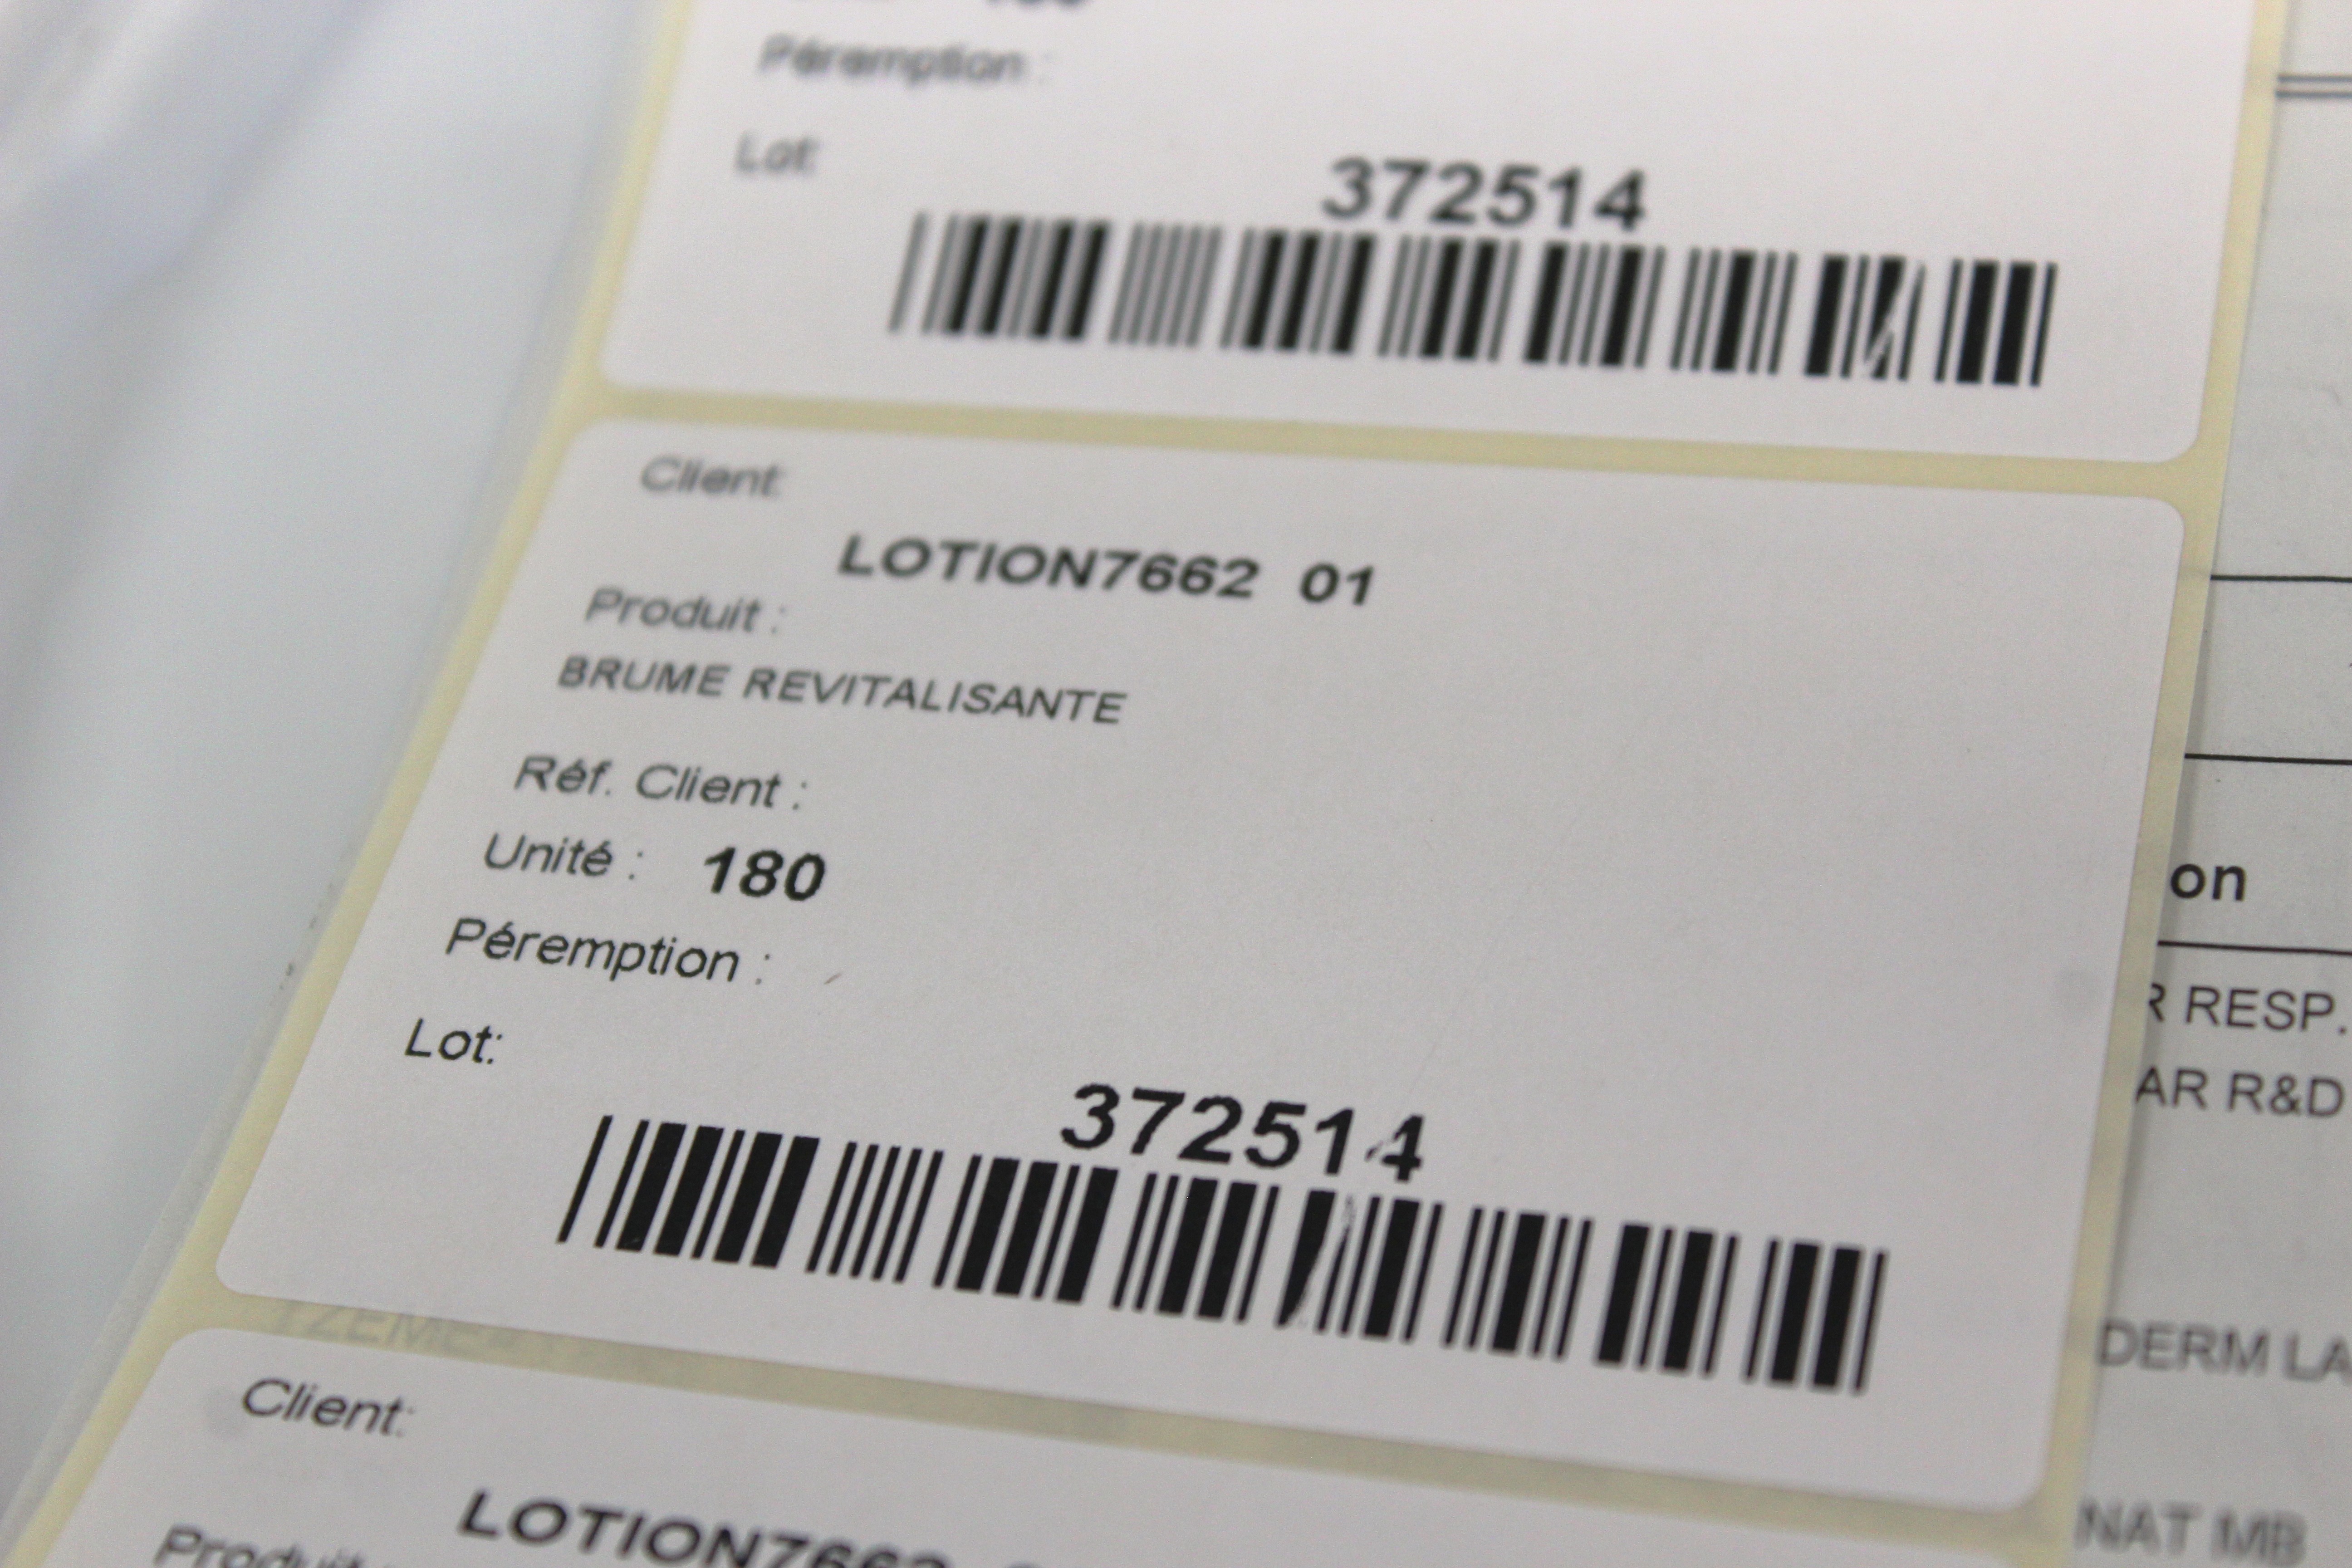 Péremption :
Lot:
372514
Client:
LOTION7662 01
Produit :
BRUME REVITALISANTE
Réf. Client :
Unité : 180
Péremption :
Lot:
372514
Client:
LOTION7662
Produit
on
R RESP.
AR R&D
DERM LA
NAT MB